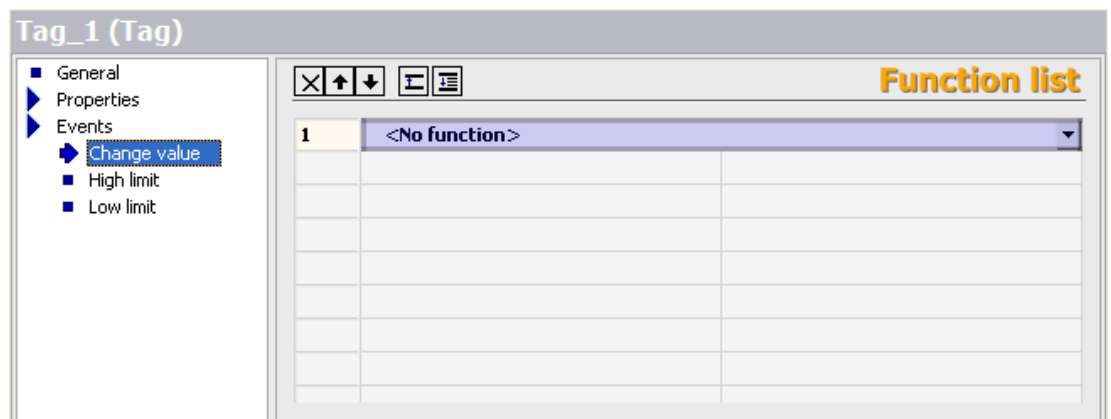 Tag_1 (Tag)
General
Properties
Events
Change value
High limit
Low limit
Function list
1 <No function>